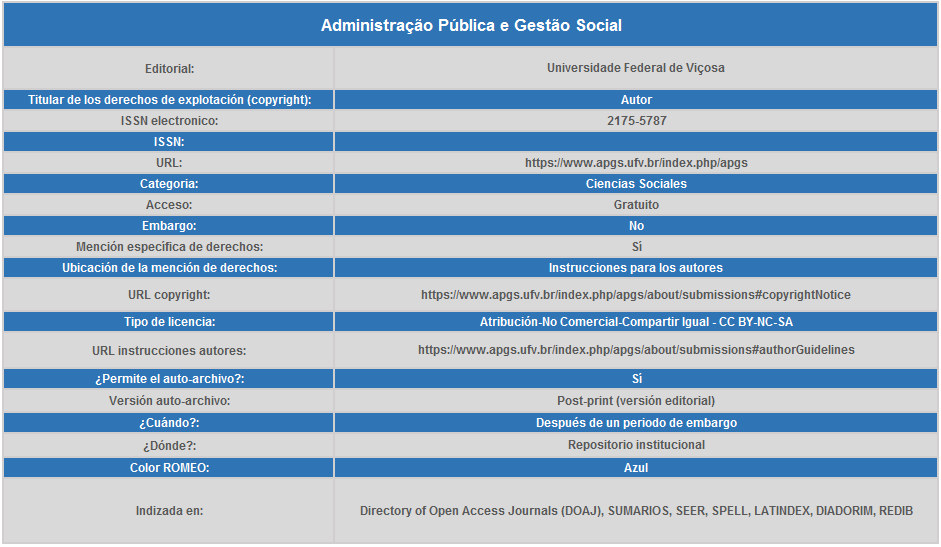 Administração Pública e Gestão Social
Editorial: Universidade Federal de Viçosa
Titular de los derechos de explotación (copyright): Autor
ISSN electronico: 2175-5787
ISSN:
URL: https://www.apgs.ufv.br/index.php/apgs
Categoria: Ciencias Sociales
Acceso: Gratuito
Embargo: No
Mención específica de derechos: Sí
Ubicación de la mención de derechos: Instrucciones para los autores
URL copyright: https://www.apgs.ufv.br/index.php/apgs/about/submissions#copyrightNotice
Tipo de licencia: Atribución-No Comercial-Compartir Igual - CC BY-NC-SA
URL instrucciones autores: https://www.apgs.ufv.br/index.php/apgs/about/submissions#authorGuidelines
¿Permite el auto-archivo?: Sí
Versión auto-archivo: Post-print (versión editorial)
¿Cuándo?: Después de un periodo de embargo
¿Dónde?: Repositorio institucional
Color ROMEO: Azul
Indizada en: Directory of Open Access Journals (DOAJ), SUMARIOS, SEER, SPELL, LATINDEX, DIADORIM, REDIB